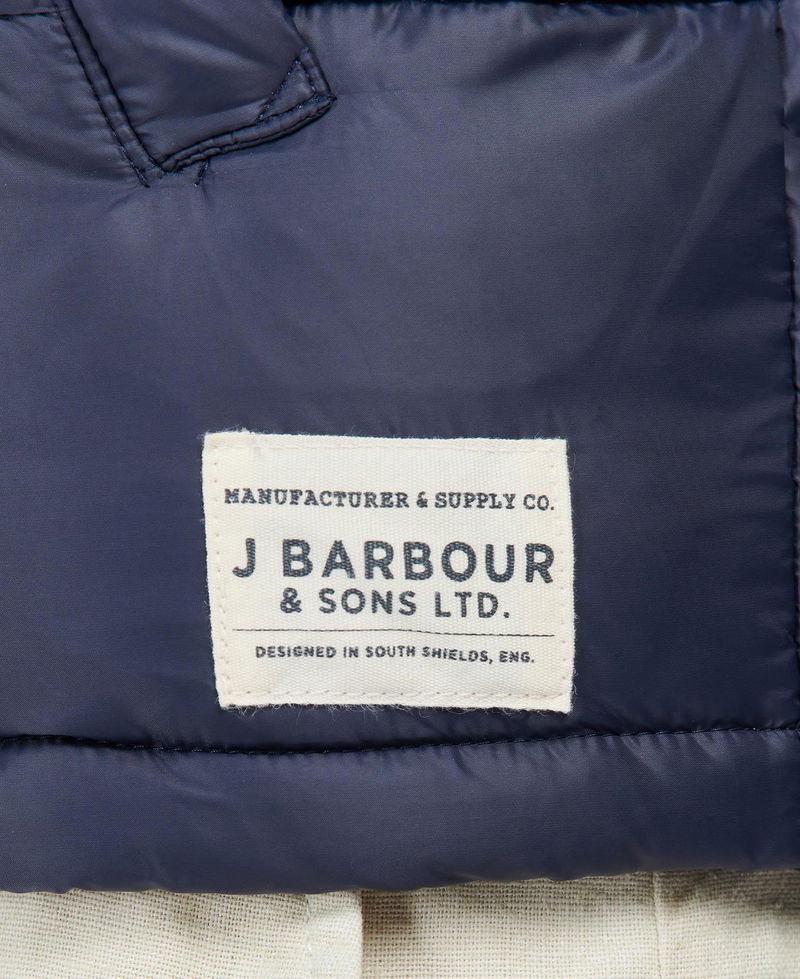 MANUFACTURER & SUPPLY CO.
J BARBOUR
& SONS LTD.
DESIGNED IN SOUTH SHIELDS, ENG.